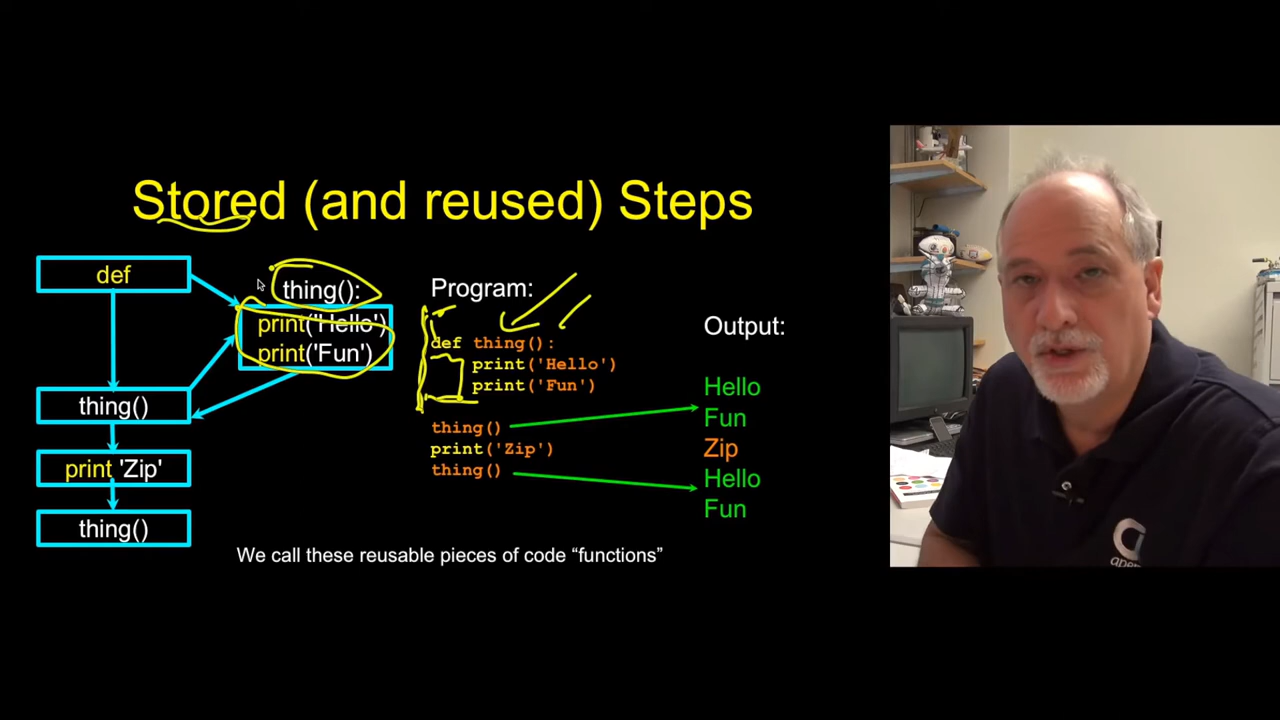 Stored (and reused) Steps
def
thing():
print('Hello')
print('Fun')
thing()
print 'Zip'
thing()
Program:
def thing():
print('Hello')
print('Fun')
thing()
print('Zip')
thing()
Output:
Hello
Fun
Zip
Hello
Fun
We call these reusable pieces of code “functions”